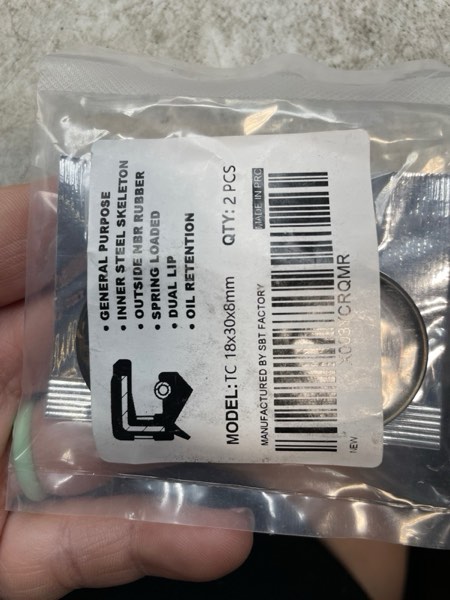 • GENERAL PURPOSE
• INNER STEEL SKELETON
• OUTSIDE NBR RUBBER
• SPRING LOADED
• DUAL LIP
• OIL RETENTION
MODEL:TC 18x30x8mm QTY: 2 PCS
MANUFACTURED BY SBT FACTORY MADE IN PRC
NEW